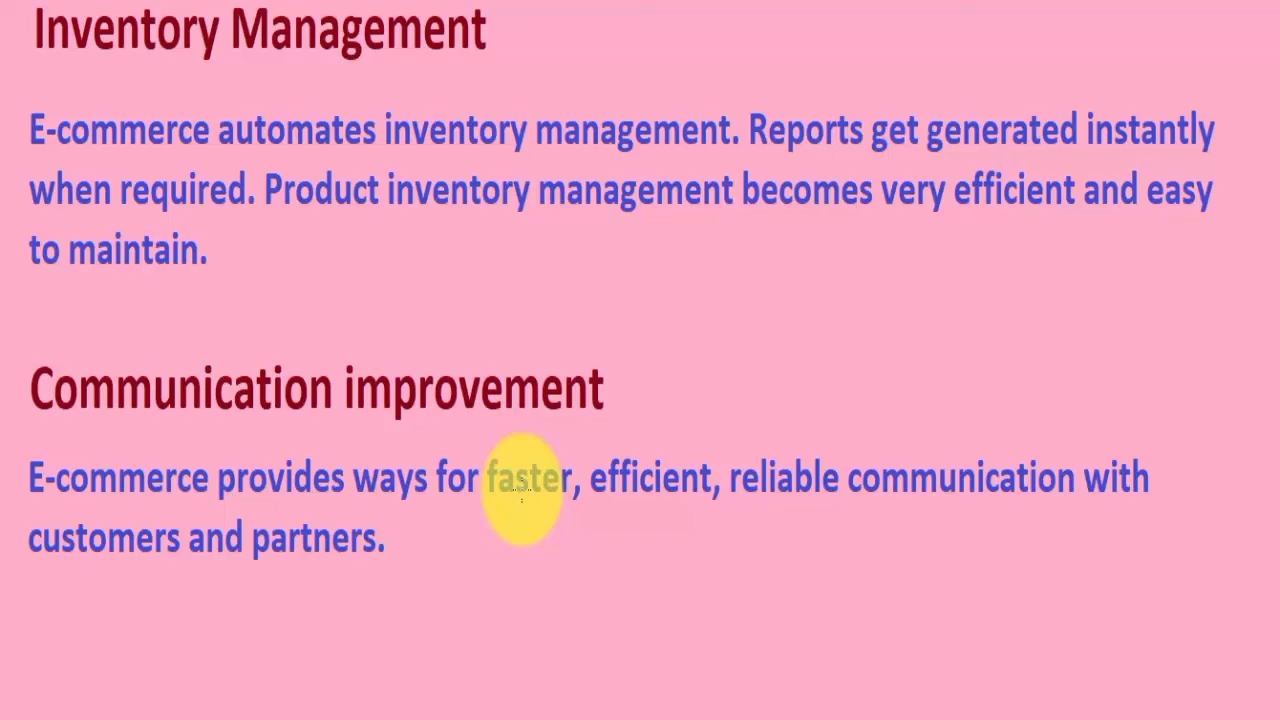 Inventory Management
E-commerce automates inventory management. Reports get generated instantly
when required. Product inventory management becomes very efficient and easy
to maintain.
Communication improvement
E-commerce provides ways for faster, efficient, reliable communication with
customers and partners.